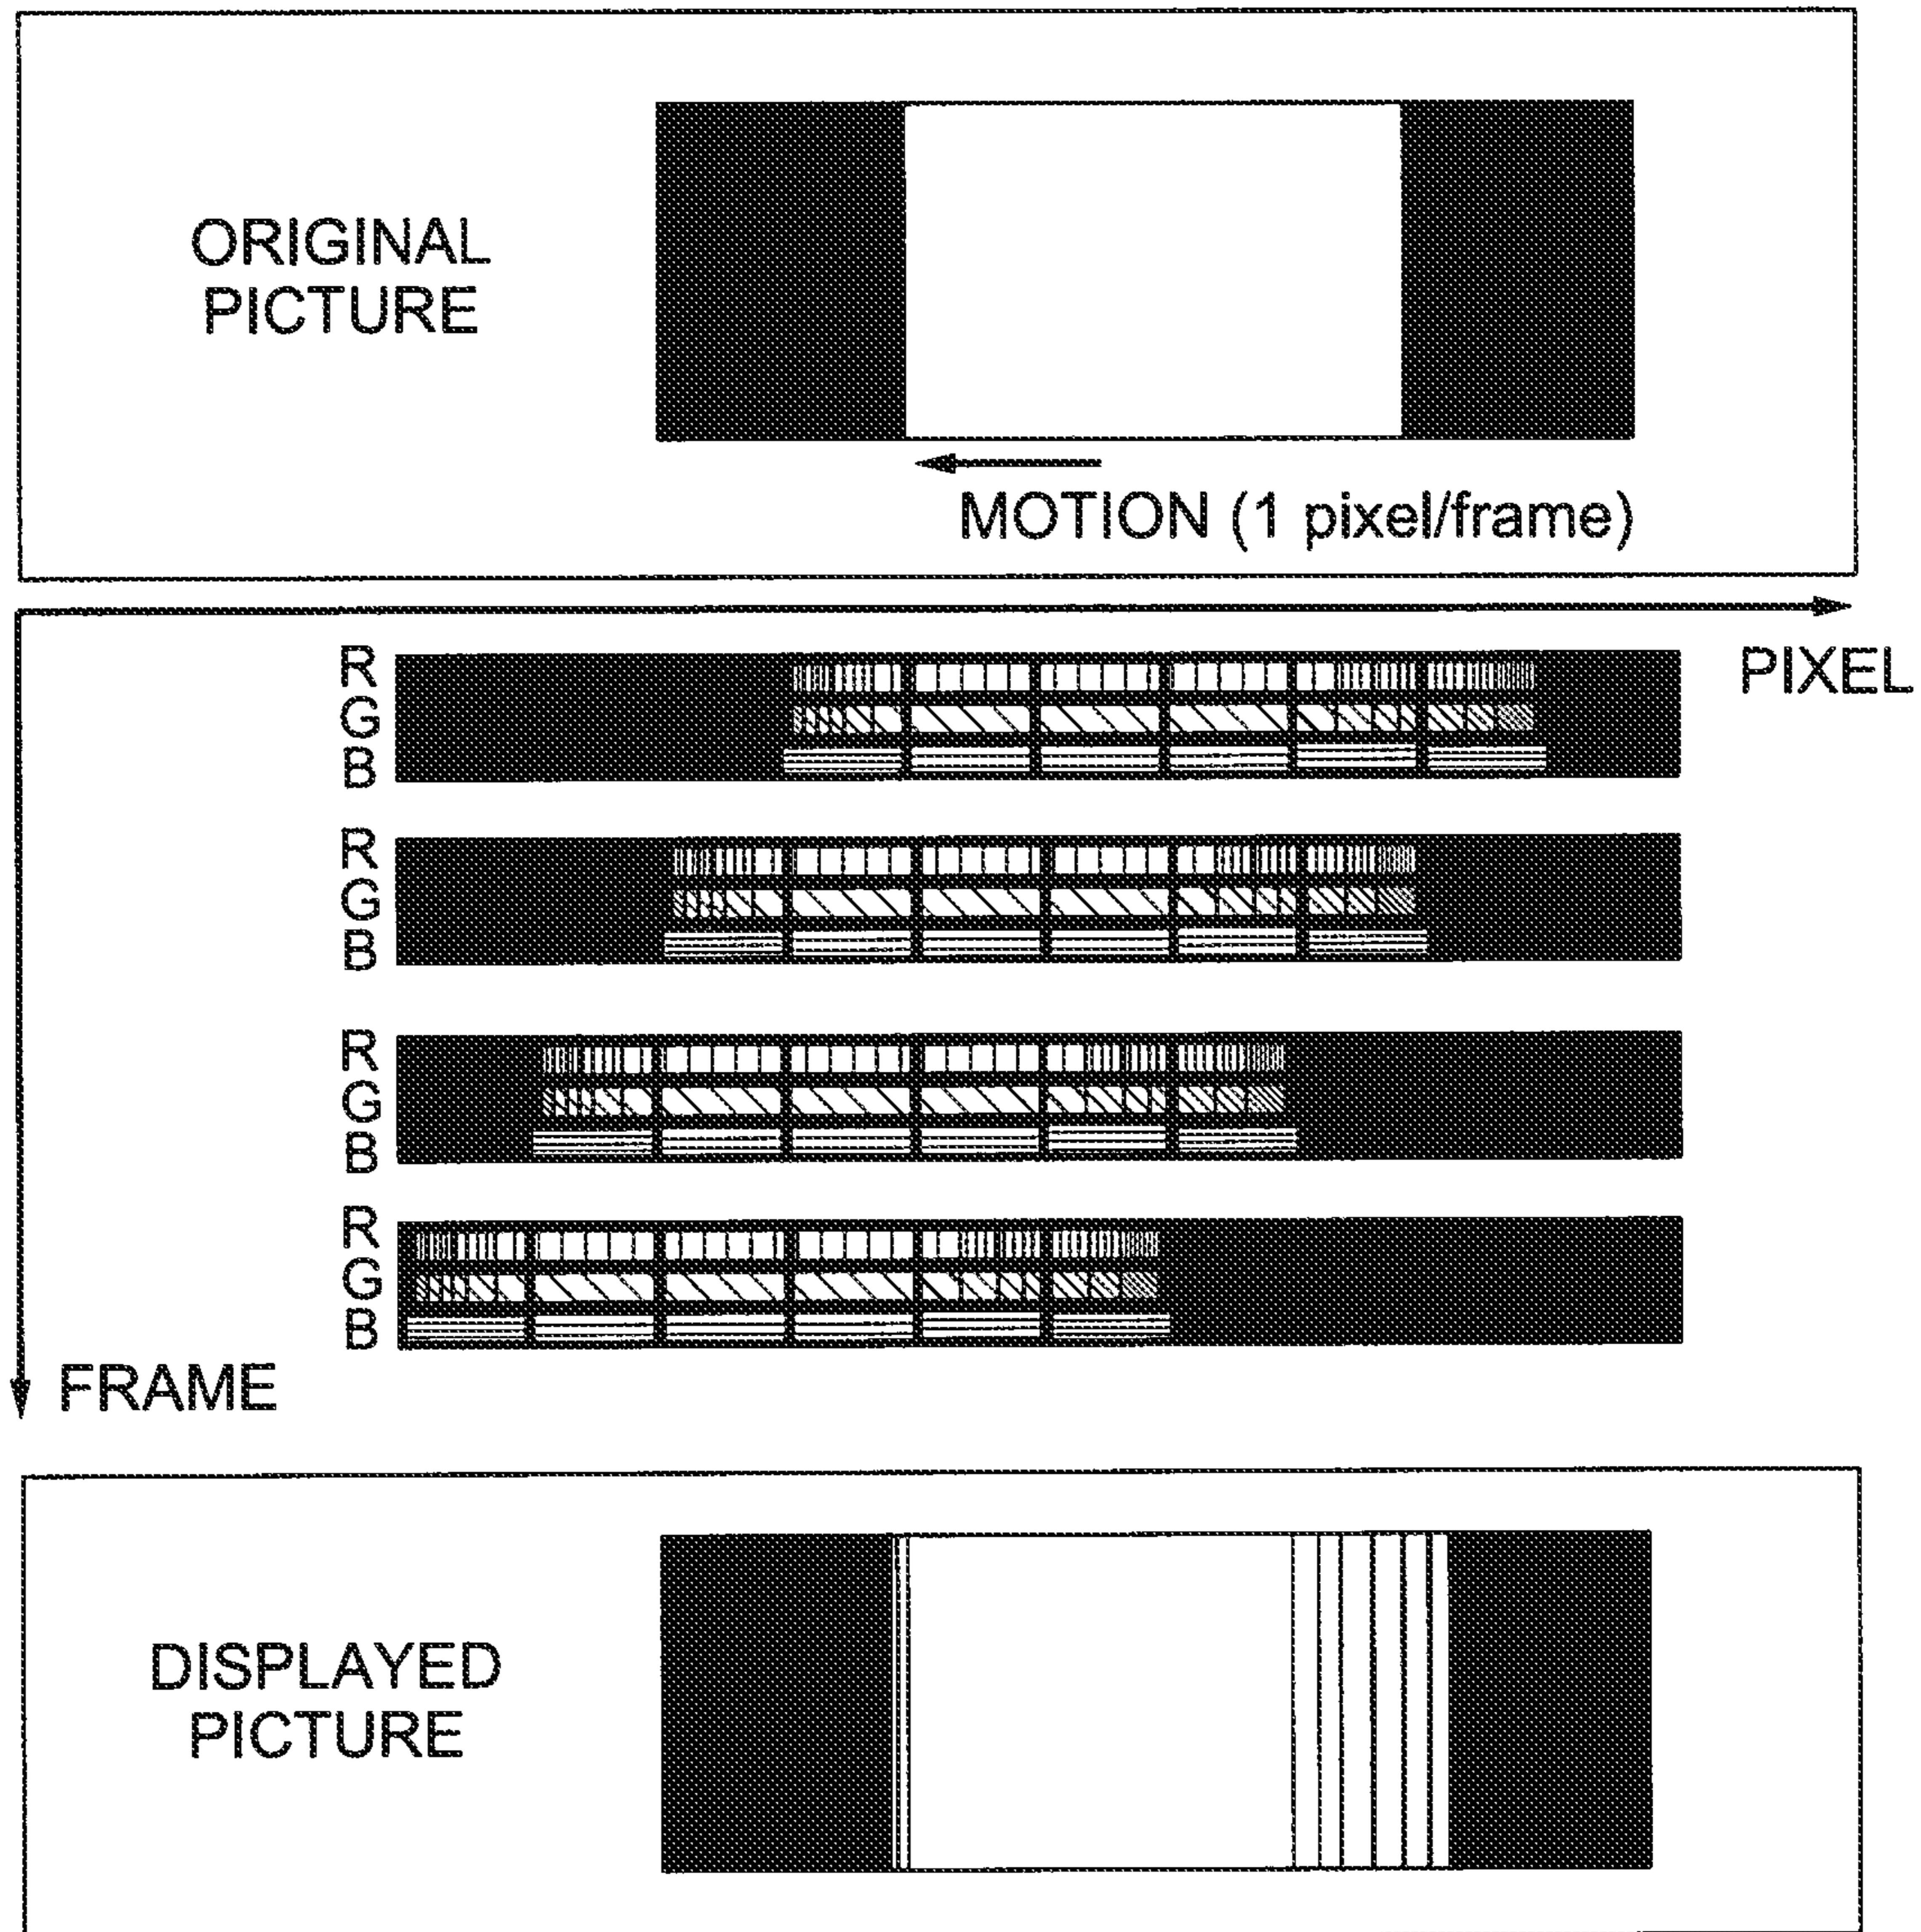 ORIGINAL
PICTURE
MOTION (1 pixel/frame)
PIXEL
R
G
B
R
G
B
R
G
B
R
G
B
FRAME
DISPLAYED
PICTURE